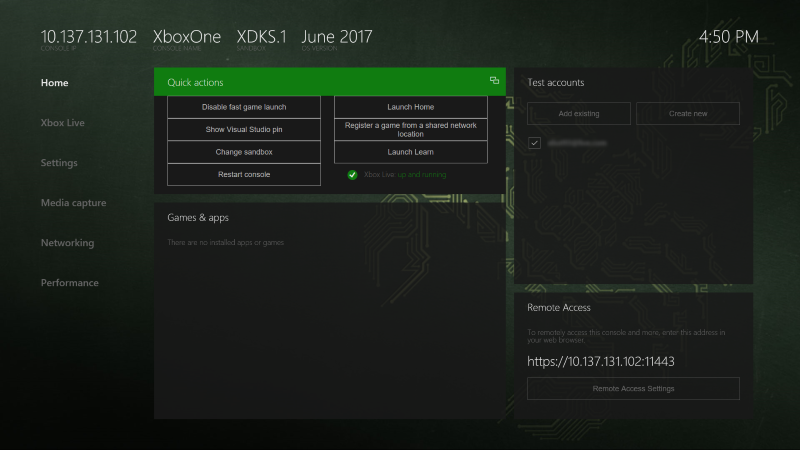 10.137.131.102 XboxOne XDKS.1 June 2017 4:50 PM
CONSOLE IP CONSOLE NAME SANDBOX OS VERSION
Home
Xbox Live
Settings
Media capture
Networking
Performance
Quick actions
Disable fast game launch
Show Visual Studio pin
Change sandbox
Restart console
Launch Home
Register a game from a shared network
location
Launch Learn
Xbox Live: up and running
Games & apps
There are no installed apps or games
Test accounts
Add existing
Create new
Remote Access
To remotely access this console and more, enter this address in
your web browser.
https://10.137.131.102:11443
Remote Access Settings